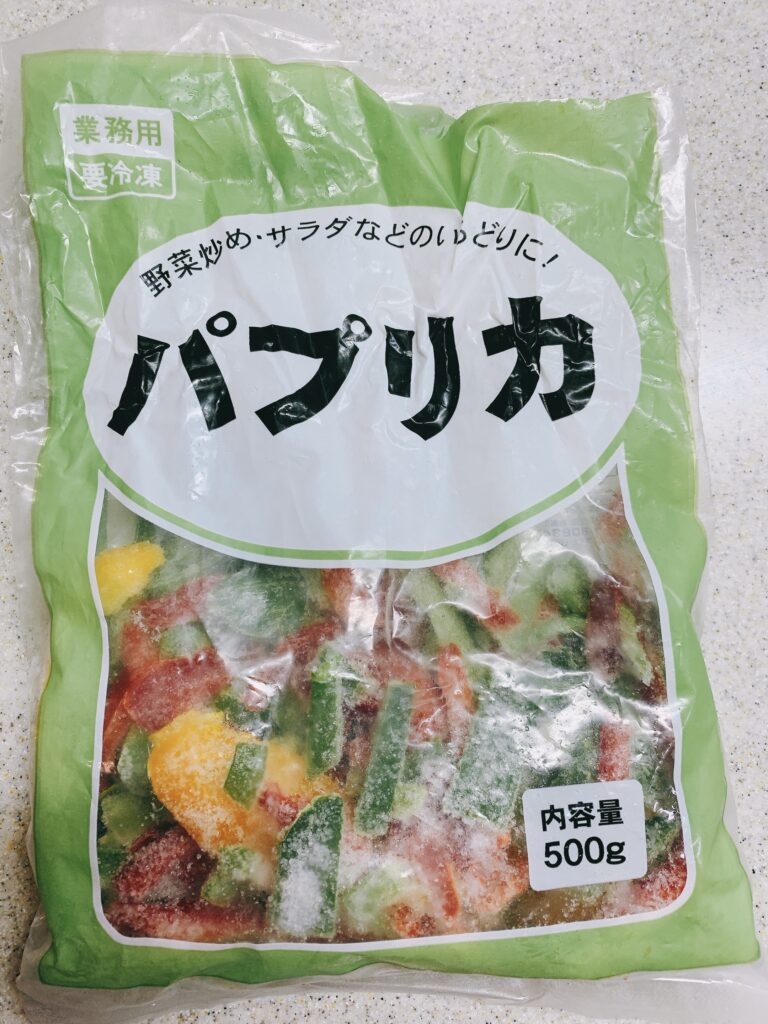 業務用
要冷凍
野菜炒め・サラダなどのいろどりに!
パプリカ
内容量
500g